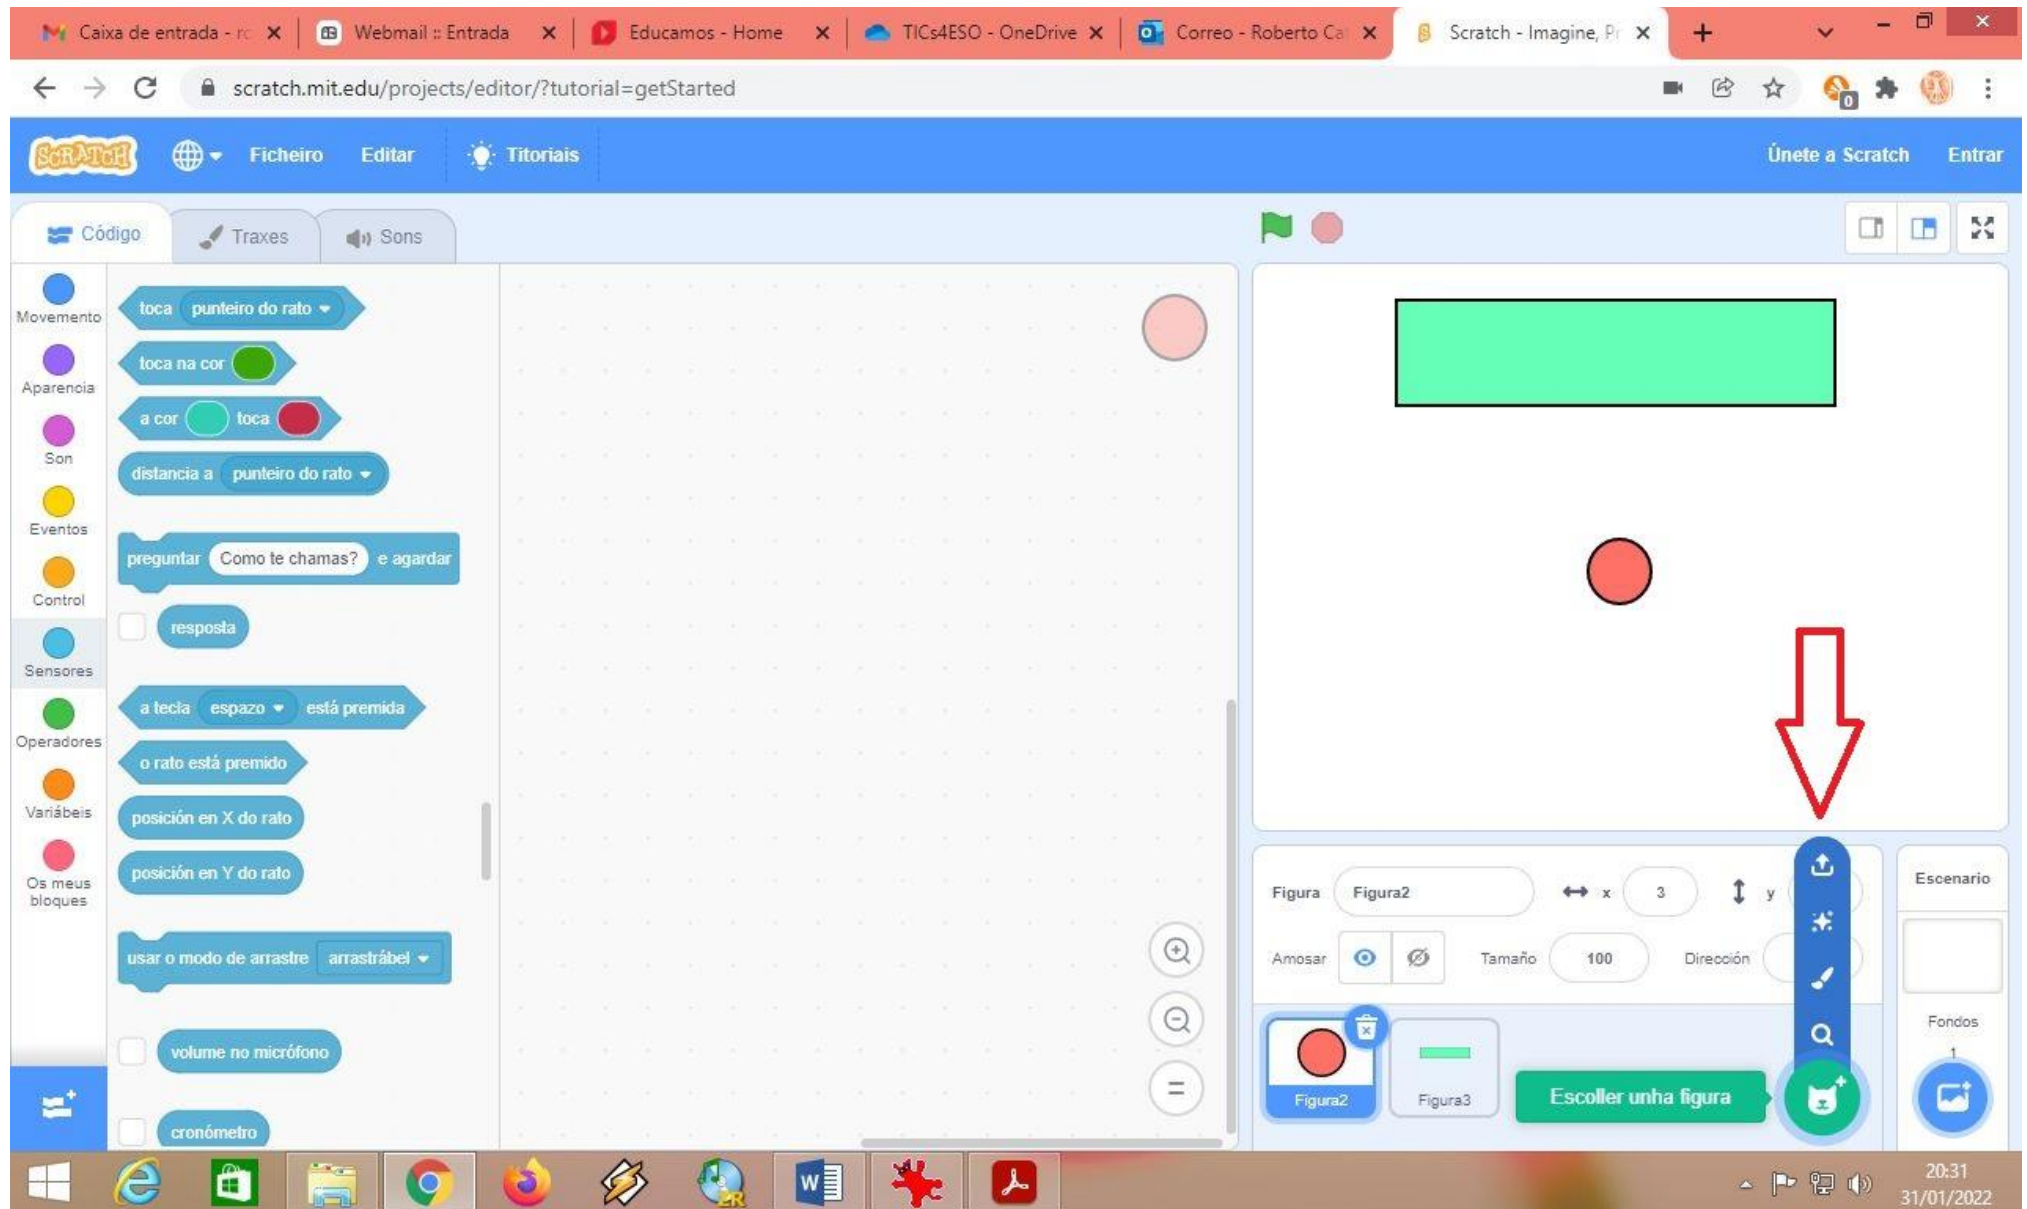 Caixa de entrada - ro
Webmail :: Entrada
Educamos - Home
TICs4ESO - OneDrive
Correo - Roberto Cal
Scratch - Imagine, Pr
scratch.mit.edu/projects/editor/?tutorial=getStarted
0
SCRATCH
Ficheiro
Editar
Titoriais
Únete a Scratch
Entrar
Código
Traxes
Sons
Movemento
Aparencia
Son
Eventos
Control
Sensores
Operadores
Variábeis
Os meus
bloques
toca punteiro do rato
toca na cor
a cor toca
distancia a punteiro do rato
preguntar Como te chamas? e agardar
resposta
a tecla espazo está premida
o rato está premido
posición en X do rato
posición en Y do rato
usar o modo de arrastre arrastrábel
volume no micrófono
cronómetro
Figura Figura2 x 3 y
Amosar Tamaño 100 Dirección
Figura2
Figura3
Escoller unha figura
Escenario
Fondos
1
20:31
31/01/2022